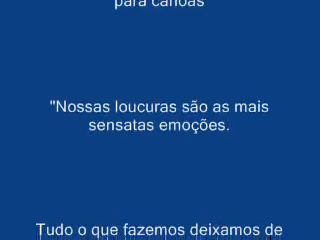 para canoas
"Nossas loucuras são as mais
sensatas emoções.
Tudo o que fazemos deixamos de